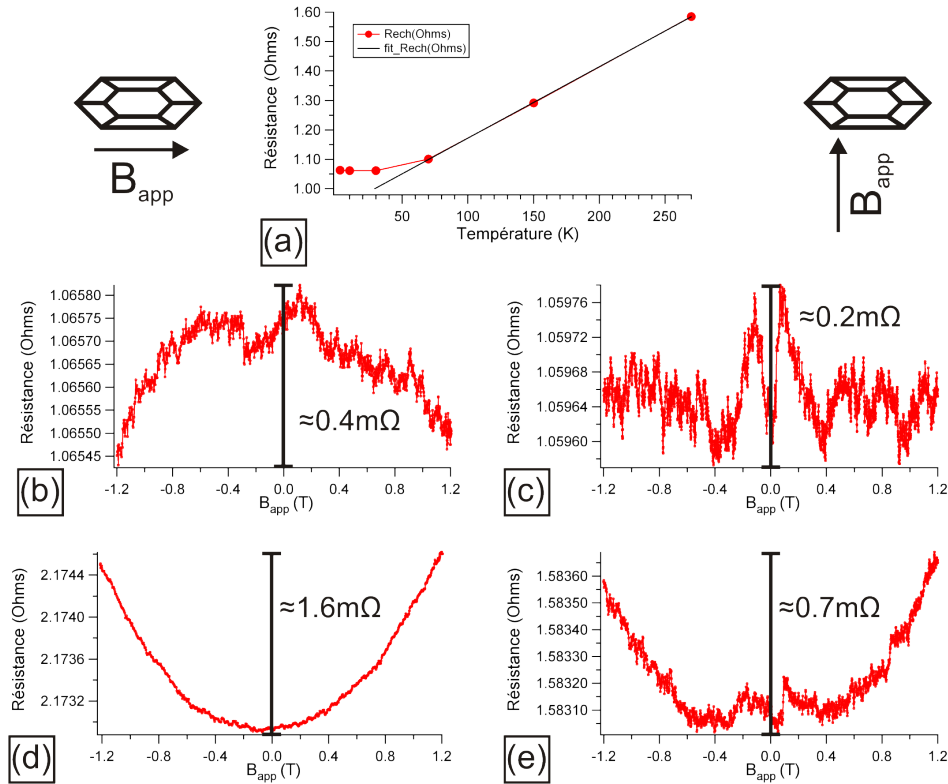 Résistance (Ohms)
1.60
1.50
1.40
1.30
1.20
1.10
1.00
Rech(Ohms)
fit_Rech(Ohms)
50
100
150
200
250
Température (K)
(a)
Bapp
Bapp
Résistance (Ohms)
1.06580
1.06575
1.06570
1.06565
1.06560
1.06555
1.06550
1.06545
≈0.4mΩ
-1.2
-0.8
-0.4
0.0
0.4
0.8
1.2
Bapp (T)
(b)
Résistance (Ohms)
1.05976
1.05972
1.05968
1.05964
1.05960
≈0.2mΩ
-1.2
-0.8
-0.4
0.0
0.4
0.8
1.2
Bapp (T)
(c)
Résistance (Ohms)
2.1744
2.1740
2.1736
2.1732
≈1.6mΩ
-1.2
-0.8
-0.4
0.0
0.4
0.8
1.2
Bapp (T)
(d)
Résistance (Ohms)
1.58360
1.58350
1.58340
1.58330
1.58320
1.58310
≈0.7mΩ
-1.2
-0.8
-0.4
0.0
0.4
0.8
1.2
Bapp (T)
(e)